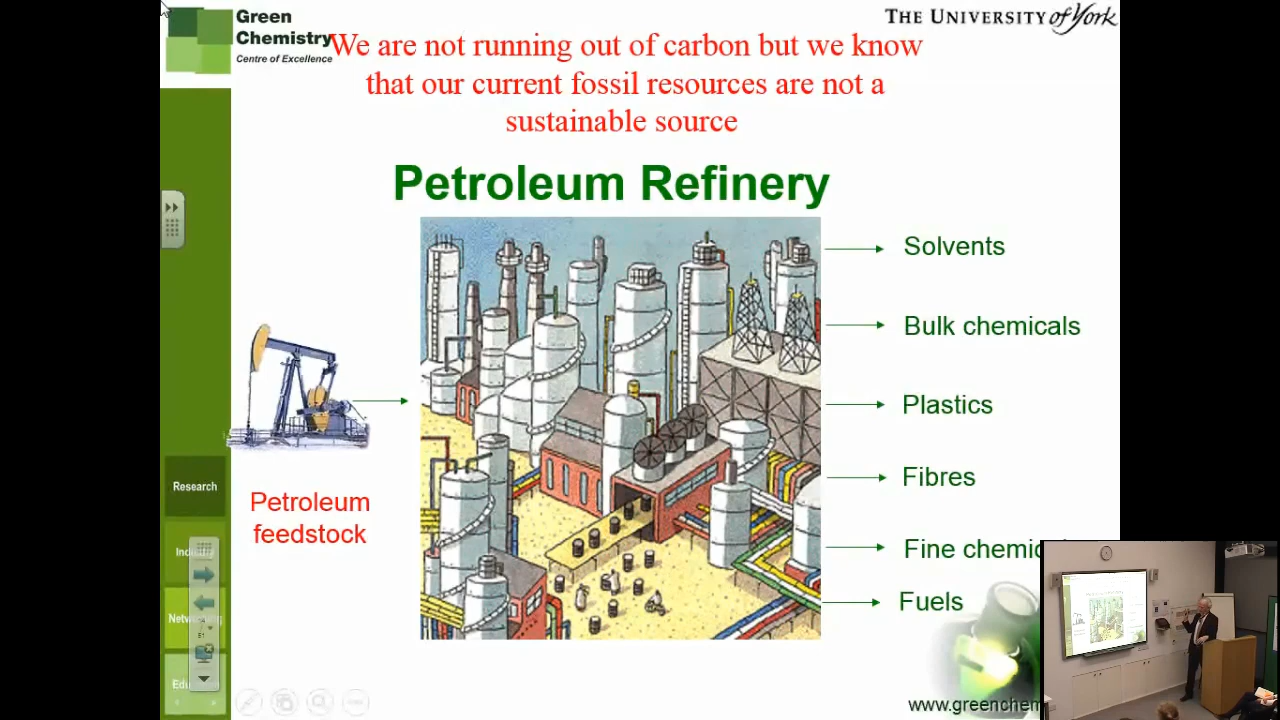 Green
Chemistry
Centre of Excellence
THE UNIVERSITY of York
We are not running out of carbon but we know
that our current fossil resources are not a
sustainable source
Petroleum Refinery
Solvents
Bulk chemicals
Plastics
Fibres
Fine chemic
Fuels
Petroleum
feedstock
Research
www.greenchem